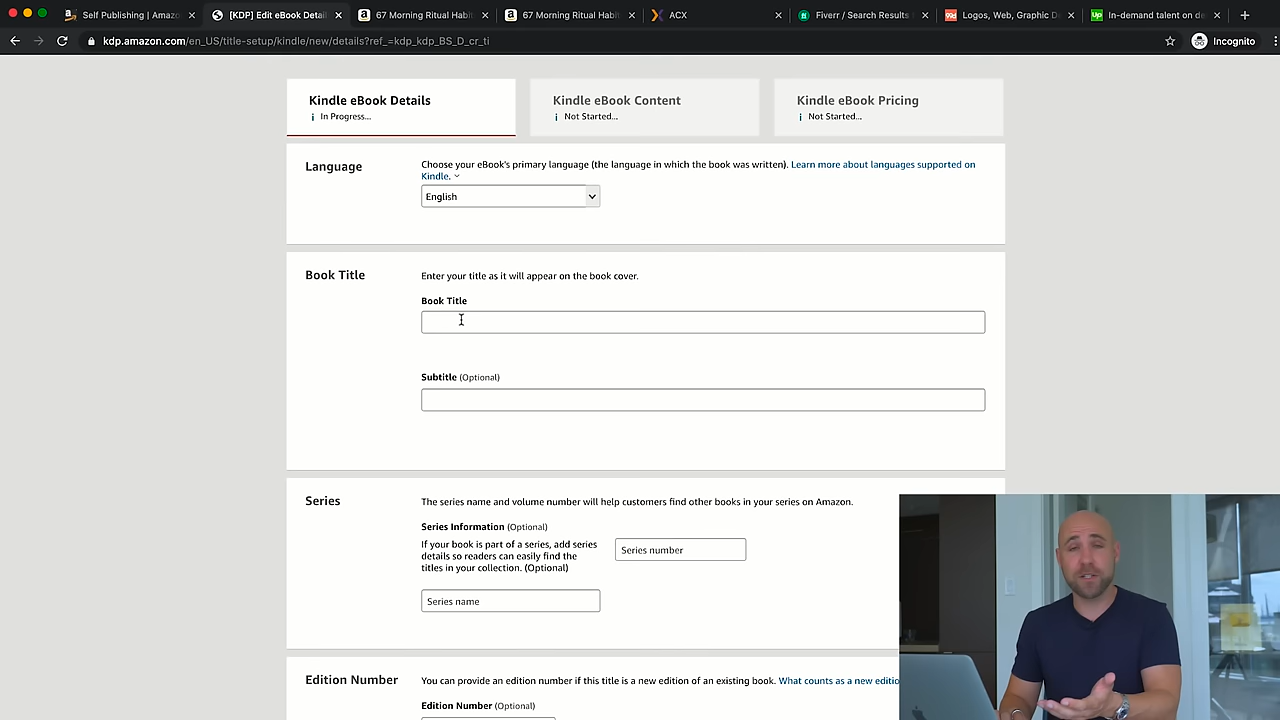 Self Publishing | Amazo
[KDP] Edit eBook Detai
67 Morning Ritual Habi
67 Morning Ritual Habi
ACX
Fiverr / Search Results
Logos, Web, Graphic D
In-demand talent on de
kdp.amazon.com/en_US/title-setup/kindle/new/details?ref_=kdp_kdp_BS_D_cr_ti
Incognito
Kindle eBook Details
In Progress...
Kindle eBook Content
Not Started...
Kindle eBook Pricing
Not Started...
Language
Choose your eBook's primary language (the language in which the book was written). Learn more about languages supported on
Kindle.
English
Book Title
Enter your title as it will appear on the book cover.
Book Title
Subtitle (Optional)
Series
The series name and volume number will help customers find other books in your series on Amazon.
Series Information (Optional)
If your book is part of a series, add series
details so readers can easily find the
titles in your collection. (Optional)
Series number
Series name
Edition Number
You can provide an edition number if this title is a new edition of an existing book. What counts as a new editio
Edition Number (Optional)